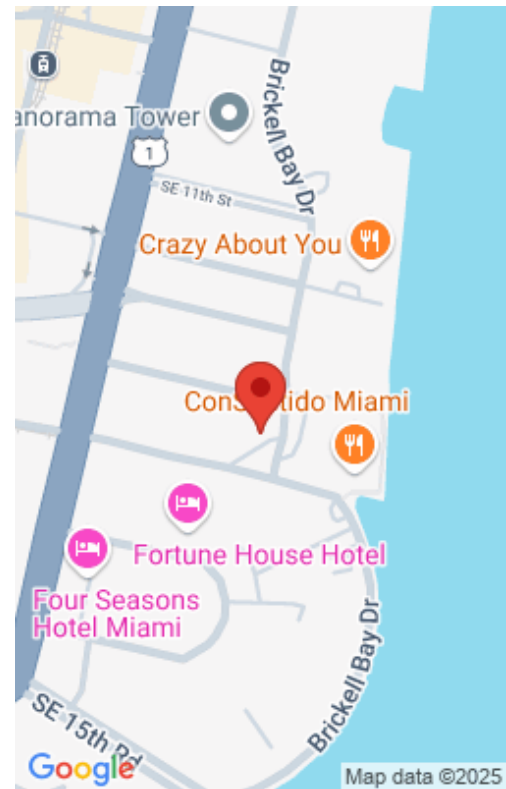 anorama Tower
Brickell Bay Dr
1
SE 11th St
Crazy About You
Miami
Fortune House Hotel
Four Seasons
Hotel Miami
Brickell Bay Dr
SE 15th Rd
Google
Map data ©2025